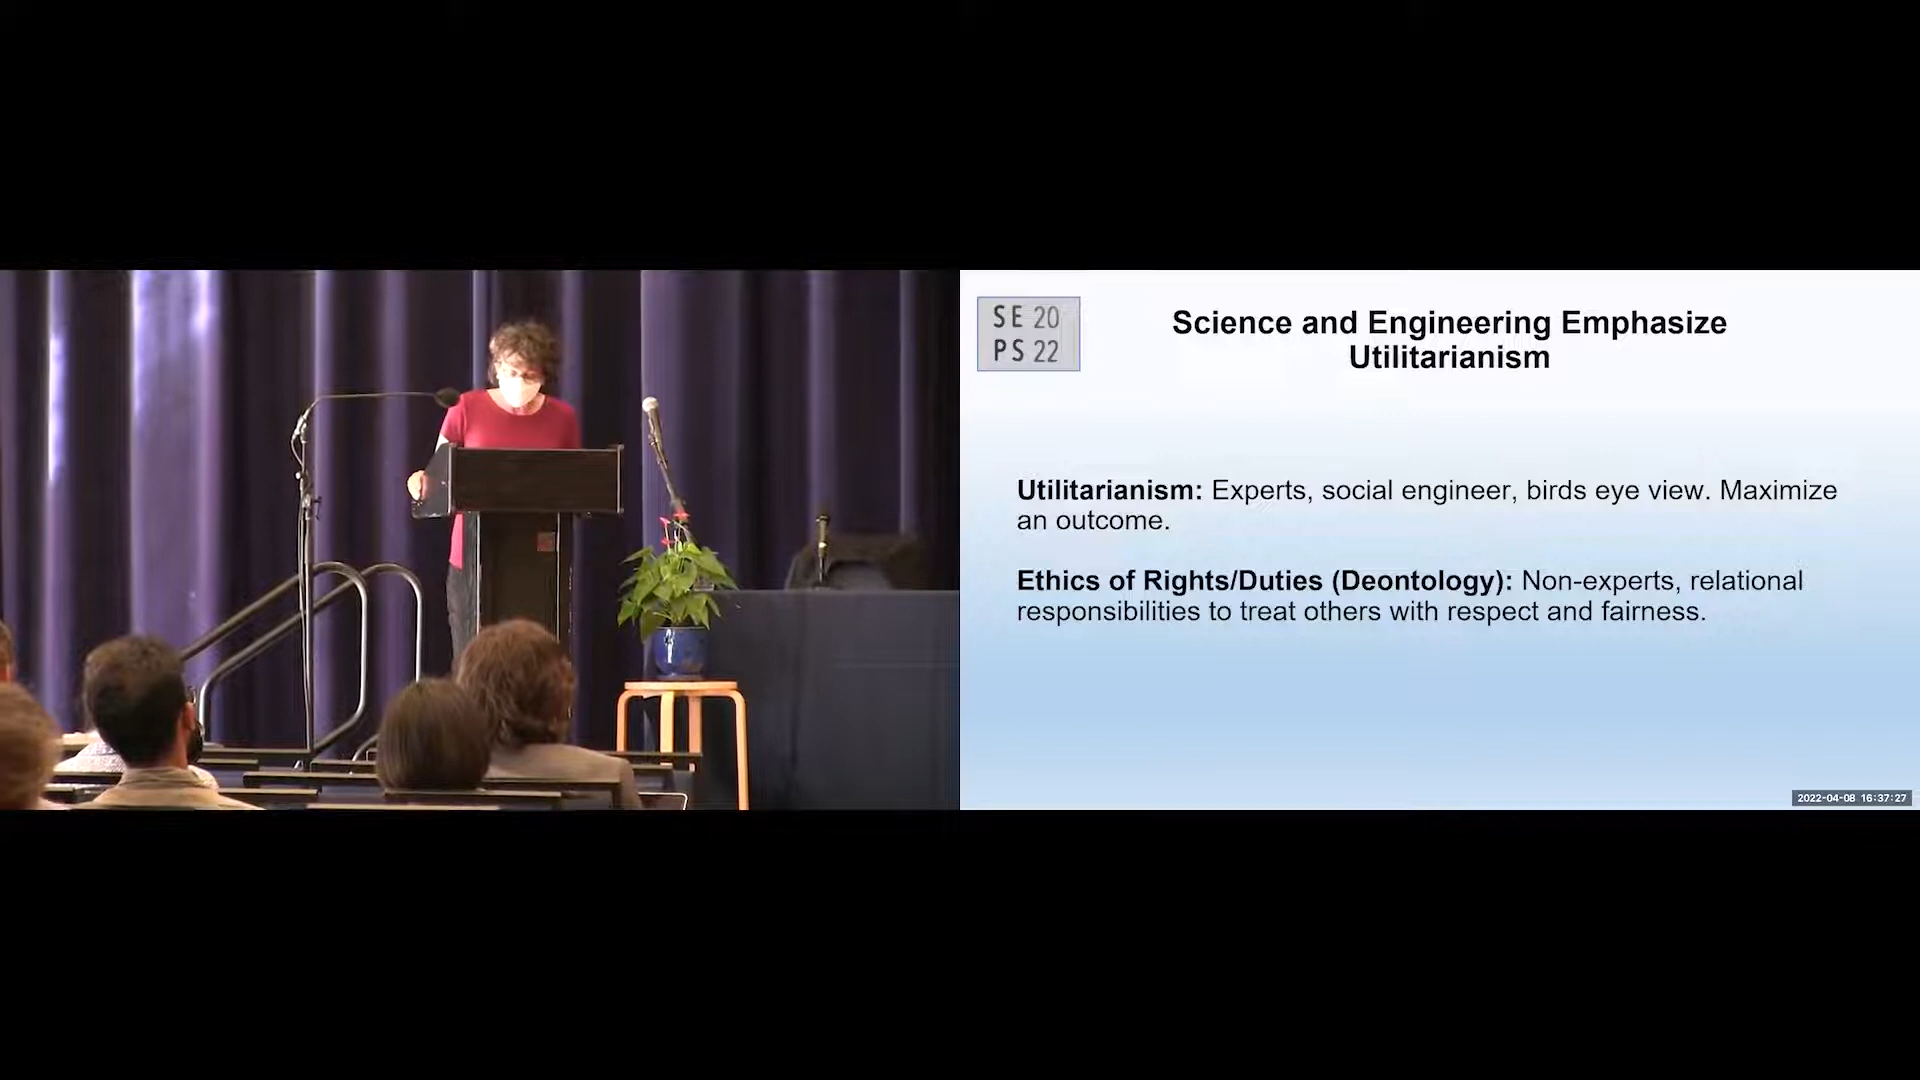 SE 20
PS 22
Science and Engineering Emphasize
Utilitarianism
Utilitarianism: Experts, social engineer, birds eye view. Maximize
an outcome.
Ethics of Rights/Duties (Deontology): Non-experts, relational
responsibilities to treat others with respect and fairness.
2022-04-08 16:37:27